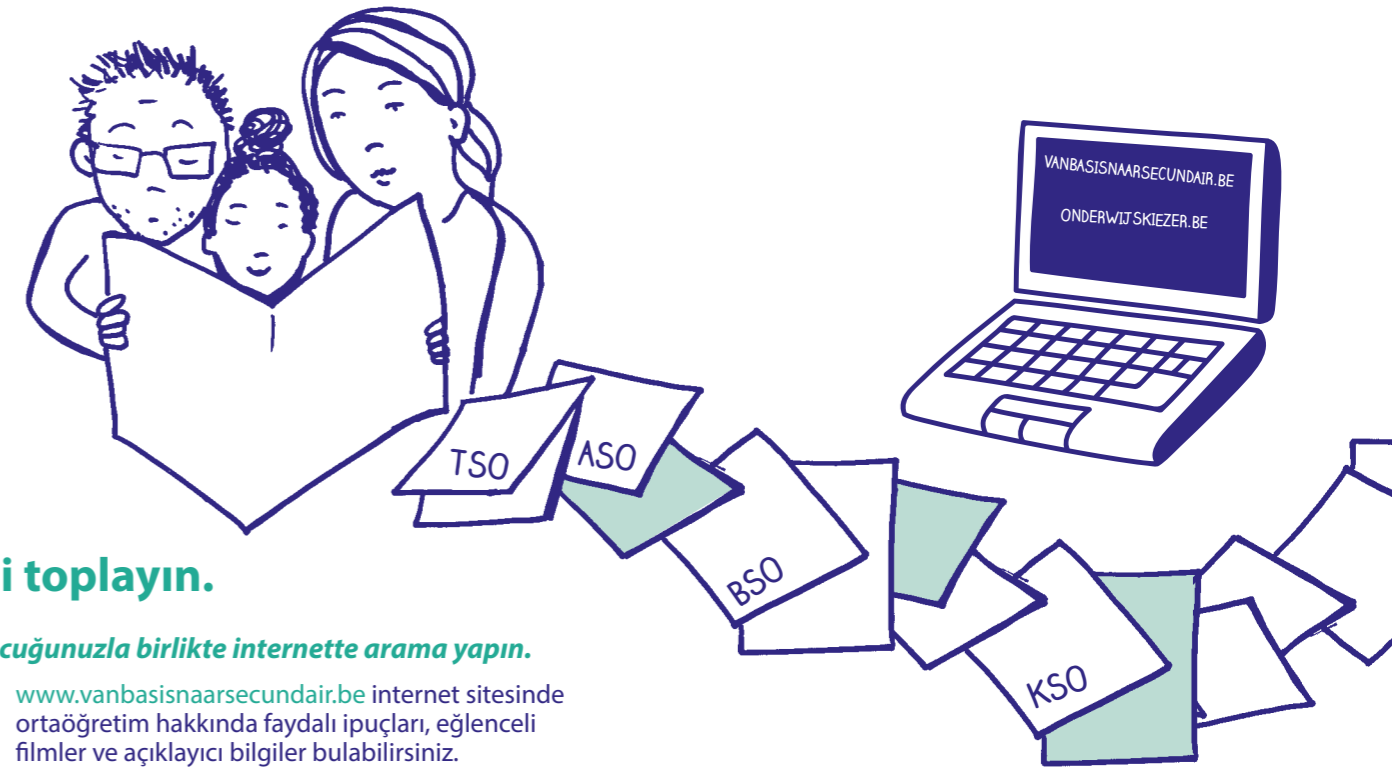 VANBASISNAARSECUNDAIR.BE
ONDERWIJSKIEZER.BE
TSO
ASO
BSO
KSO
i toplayın.
cuğunuzla birlikte internette arama yapın.
www.vanbasisnaarsecundair.be internet sitesinde
ortaöğretim hakkında faydalı ipuçları, eğlenceli
filmler ve açıklayıcı bilgiler bulabilirsiniz.